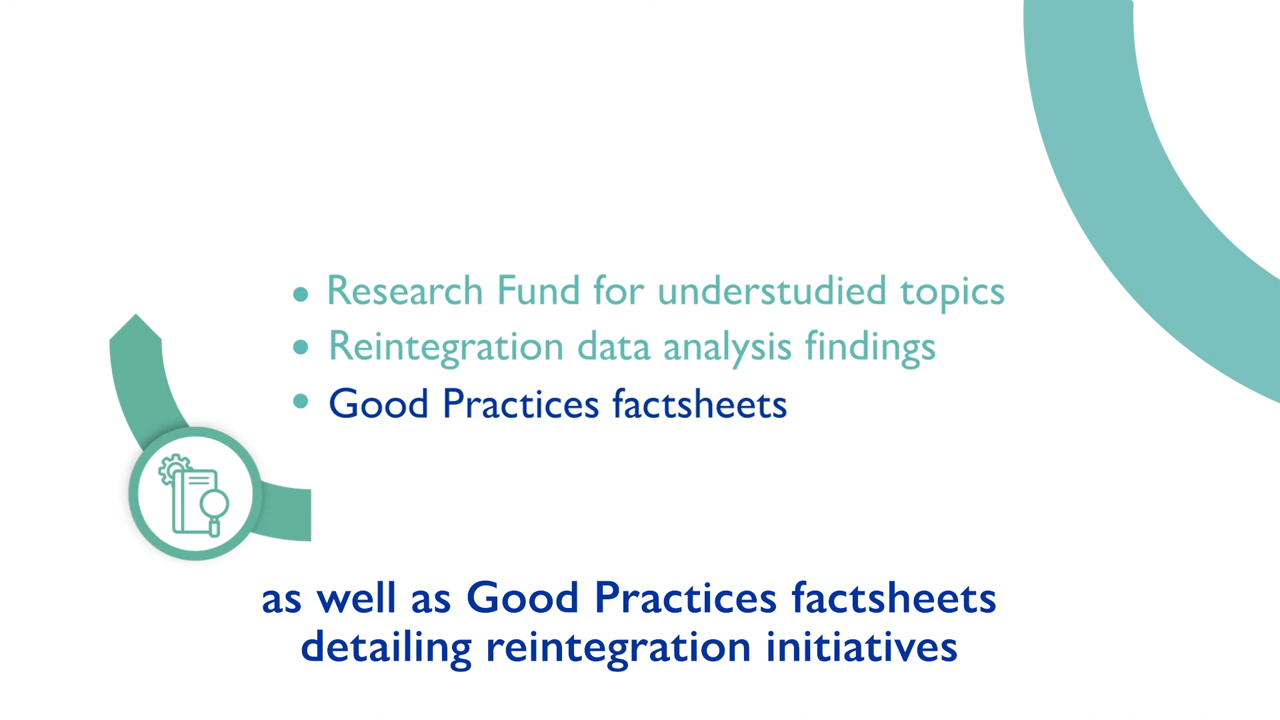 • Research Fund for understudied topics
• Reintegration data analysis findings
• Good Practices factsheets
as well as Good Practices factsheets
detailing reintegration initiatives